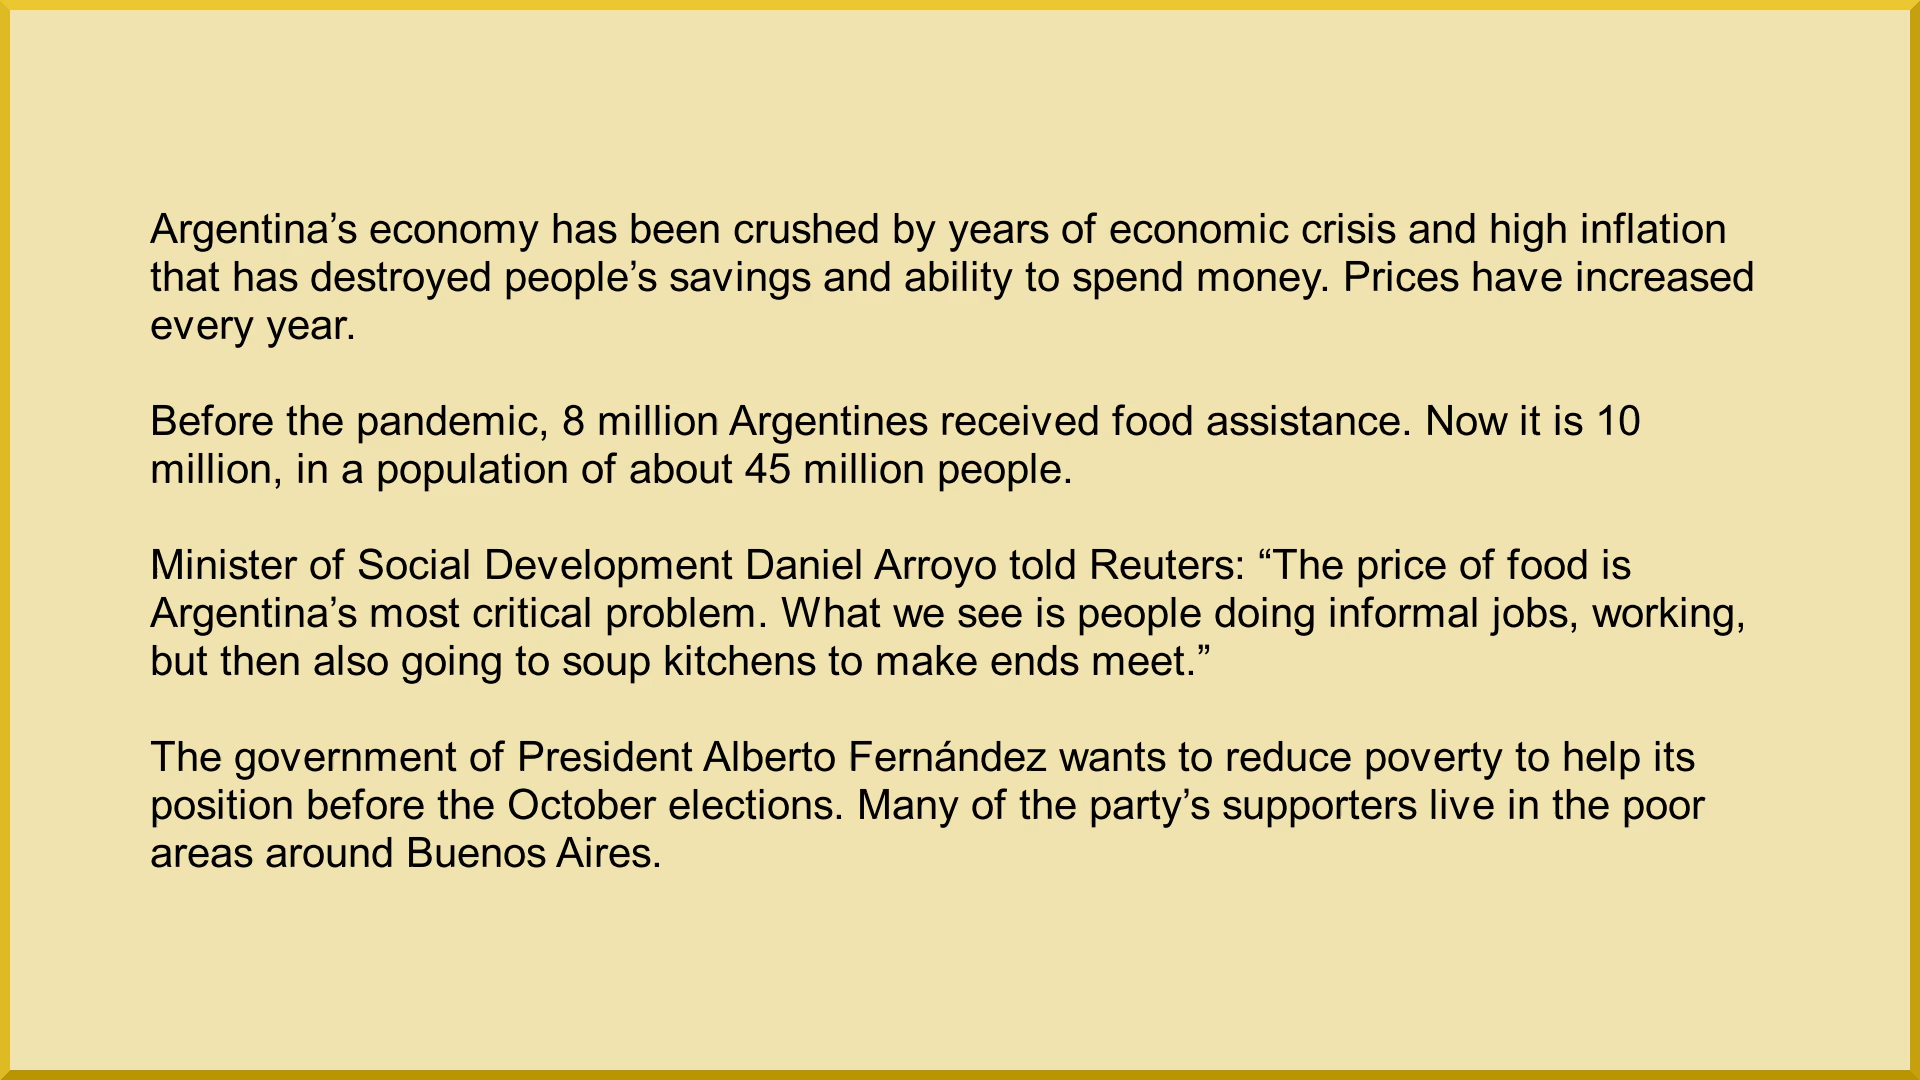 Argentina’s economy has been crushed by years of economic crisis and high inflation
that has destroyed people’s savings and ability to spend money. Prices have increased
every year.
Before the pandemic, 8 million Argentines received food assistance. Now it is 10
million, in a population of about 45 million people.
Minister of Social Development Daniel Arroyo told Reuters: “The price of food is
Argentina’s most critical problem. What we see is people doing informal jobs, working,
but then also going to soup kitchens to make ends meet.”
The government of President Alberto Fernández wants to reduce poverty to help its
position before the October elections. Many of the party’s supporters live in the poor
areas around Buenos Aires.